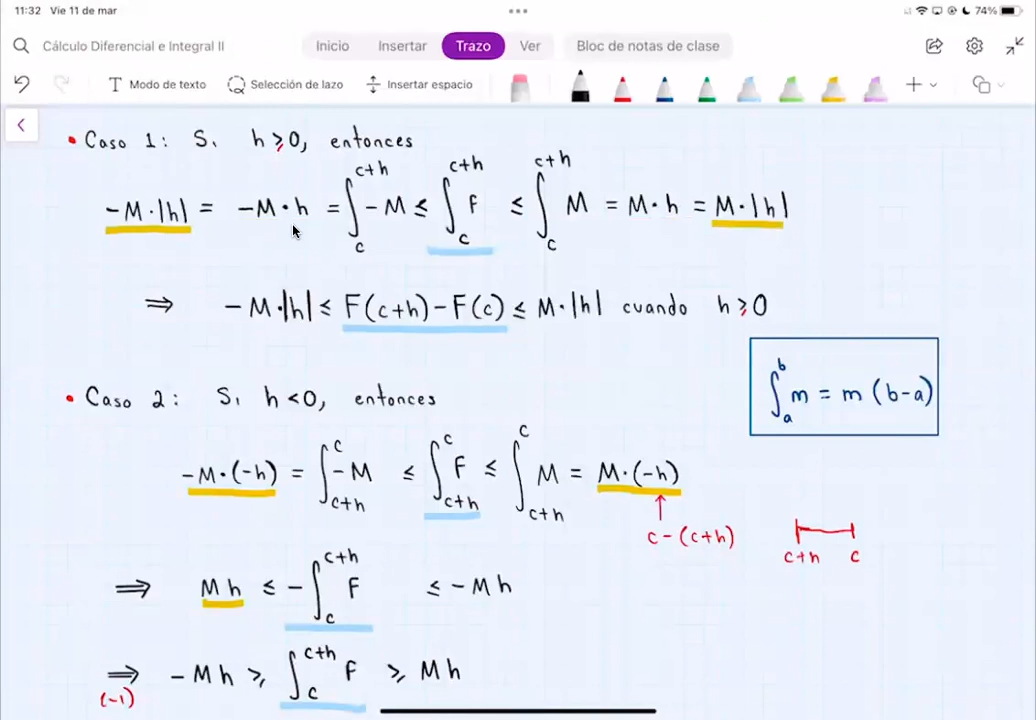 11:32 Vie 11 de mar
74%
Cálculo Diferencial e Integral II
Inicio Insertar Trazo Ver Bloc de notas de clase
Modo de texto Selección de lazo Insertar espacio
• Caso 1: Si h ≥ 0, entonces
-M·|h| = -M·h = ∫_c^{c+h} -M ≤ ∫_c^{c+h} f ≤ ∫_c^{c+h} M = M·h = M·|h|
⇒ -M·|h| ≤ F(c+h) - F(c) ≤ M·|h| cuando h ≥ 0
∫_a^b m = m (b-a)
• Caso 2: Si h < 0, entonces
-M·(-h) = ∫_{c+h}^c -M ≤ ∫_{c+h}^c f ≤ ∫_{c+h}^c M = M·(-h)
↑
c - (c+h)
c+h c
⇒ Mh ≤ -∫_c^{c+h} f ≤ -Mh
⇒ -Mh ≥ ∫_c^{c+h} f ≥ Mh
(-1)